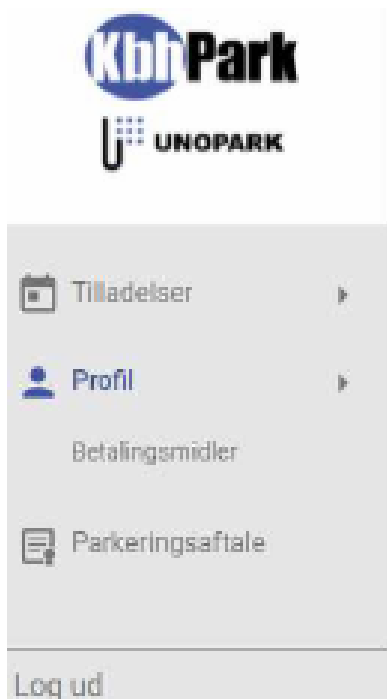 KbhPark
UNOPARK
Tilladelser
Profil
Betalingsmidler
Parkeringsaftale
Log ud